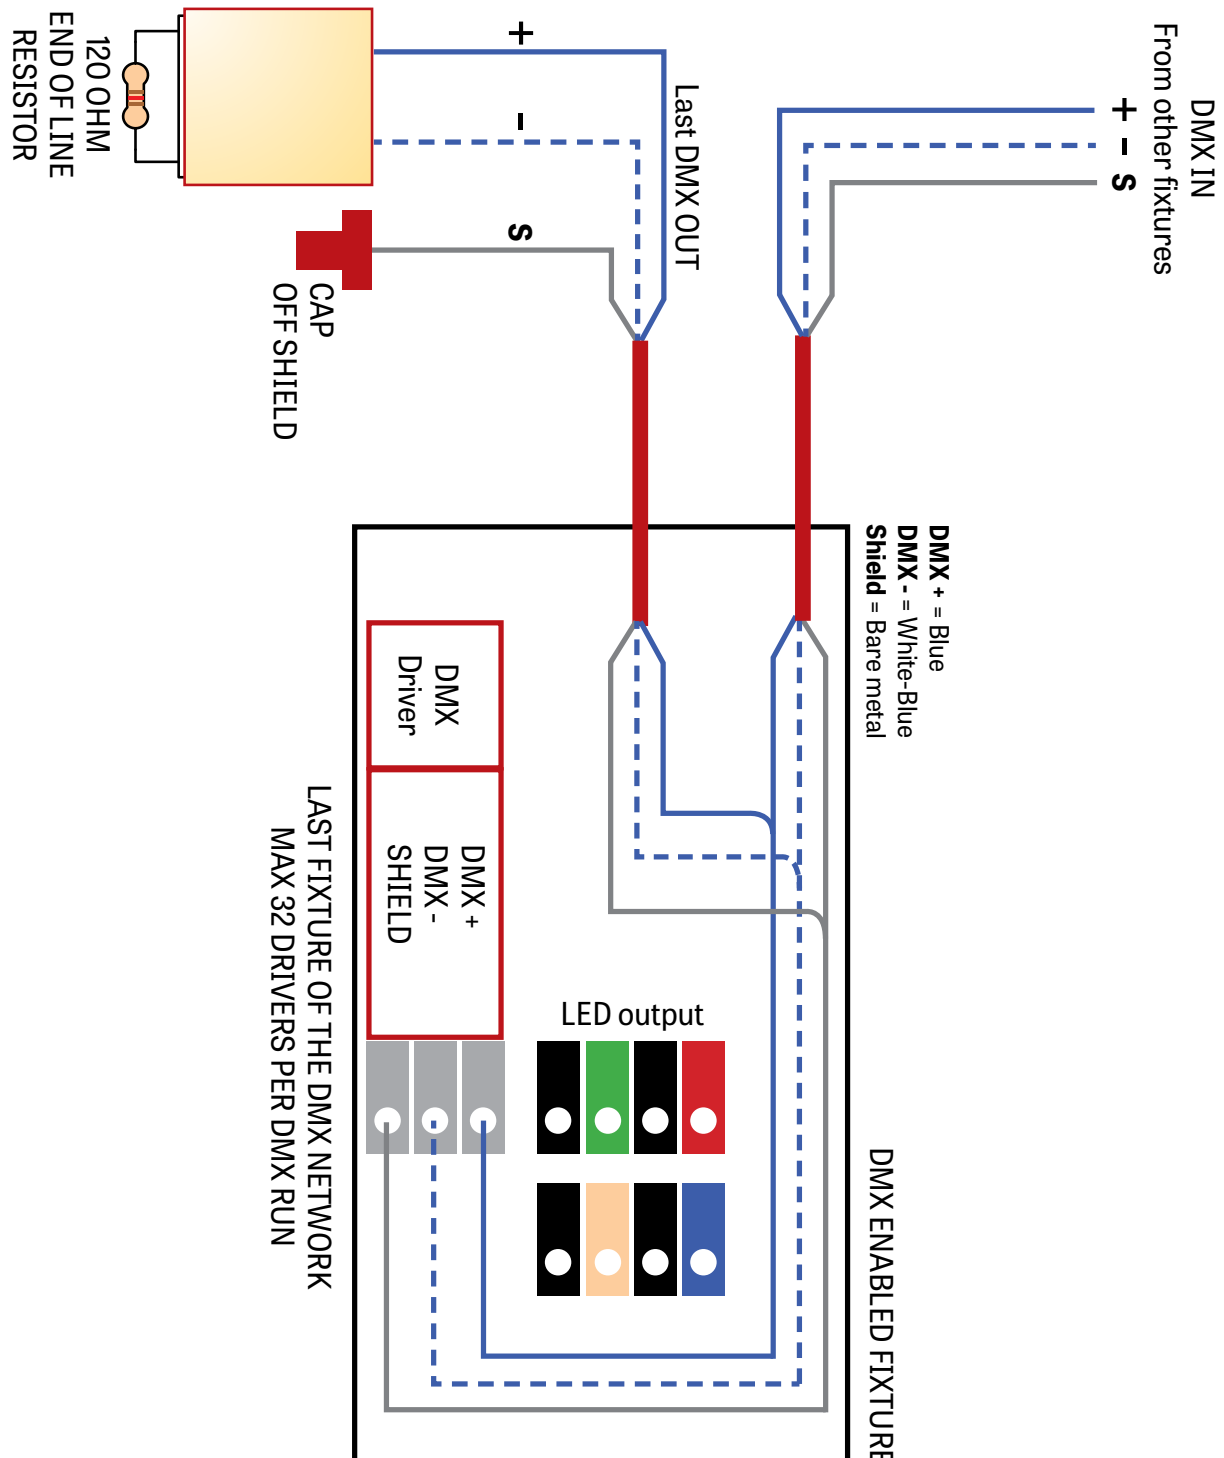 DMX IN
From other fixtures
+
-
S
Last DMX OUT
+
-
S
120 OHM
END OF LINE
RESISTOR
CAP
OFF SHIELD
DMX + = Blue
DMX - = White-Blue
Shield = Bare metal
DMX
Driver
DMX +
DMX -
SHIELD
LED output
DMX ENABLED FIXTURE
LAST FIXTURE OF THE DMX NETWORK
MAX 32 DRIVERS PER DMX RUN